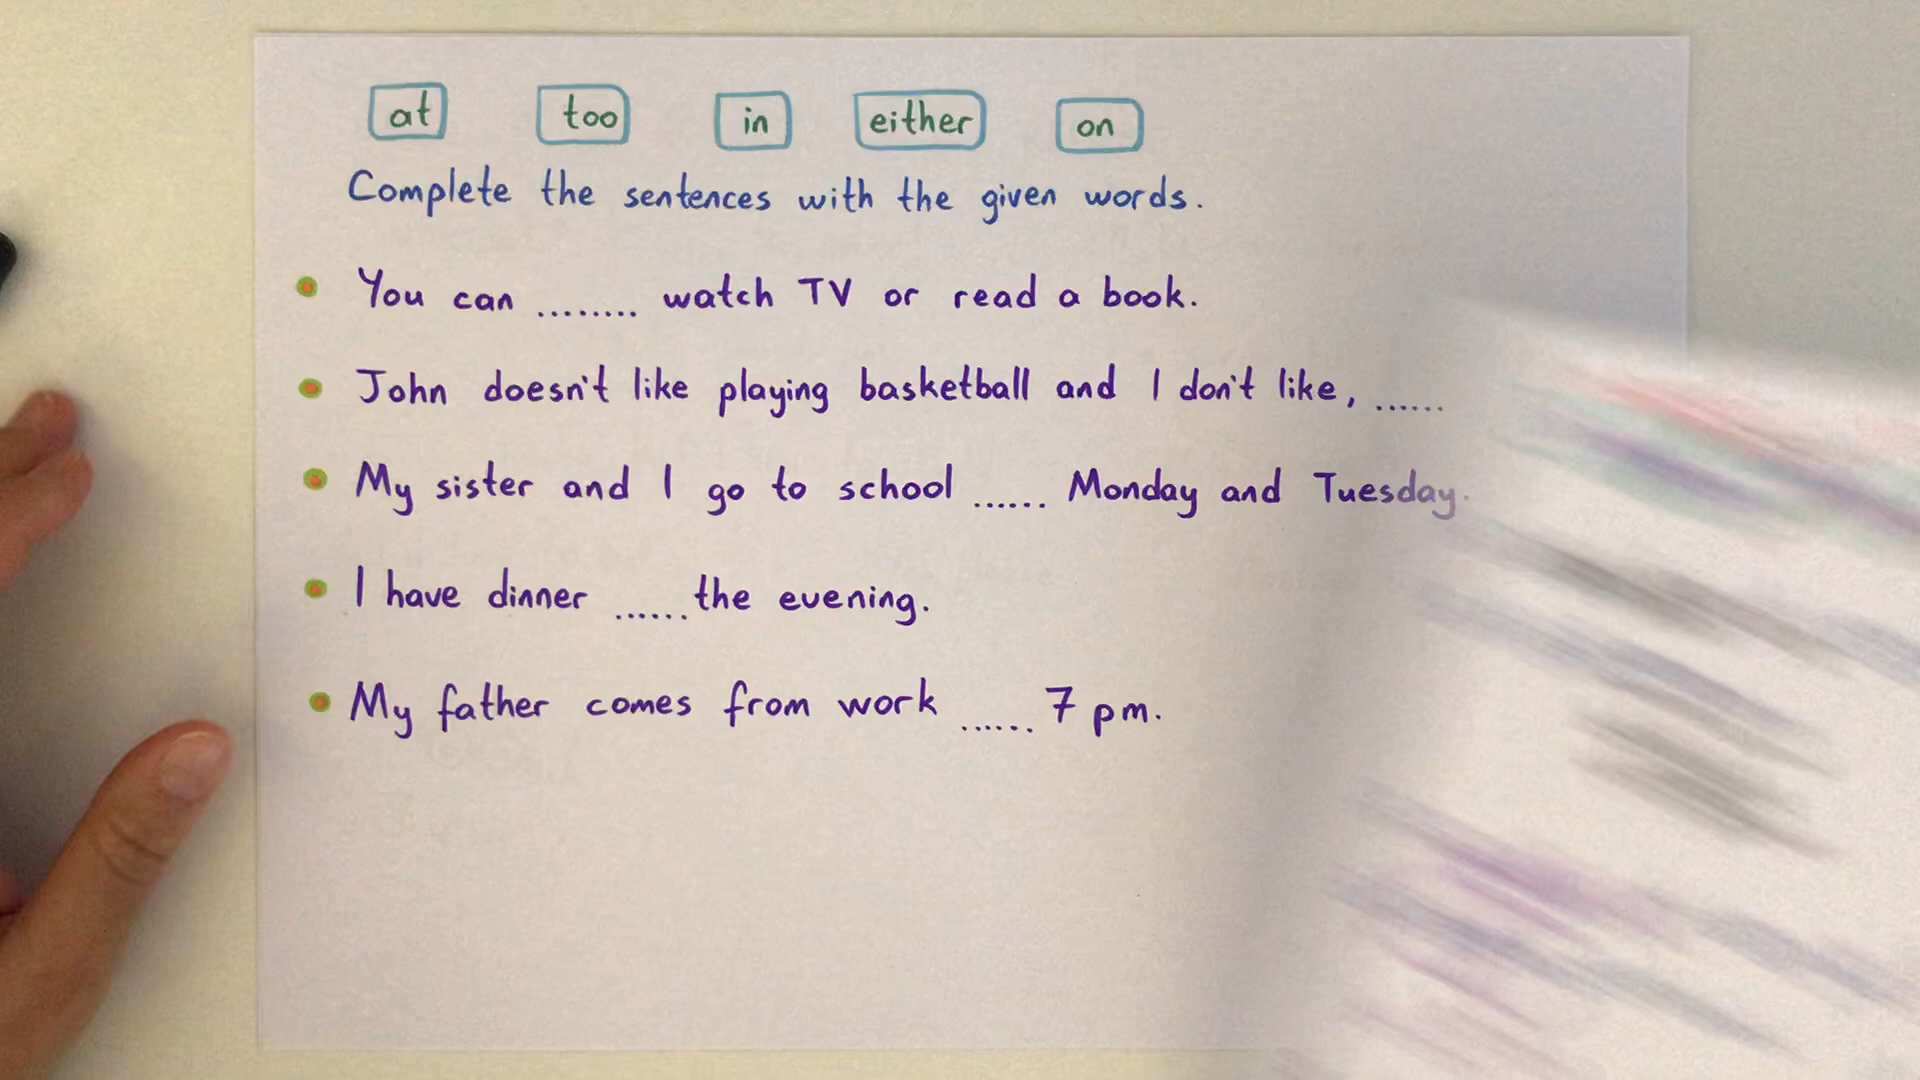 at too in either on
Complete the sentences with the given words.
You can ........ watch TV or read a book.
John doesn't like playing basketball and I don't like, ......
My sister and I go to school ...... Monday and Tuesday.
I have dinner ...... the evening.
My father comes from work ...... 7 pm.